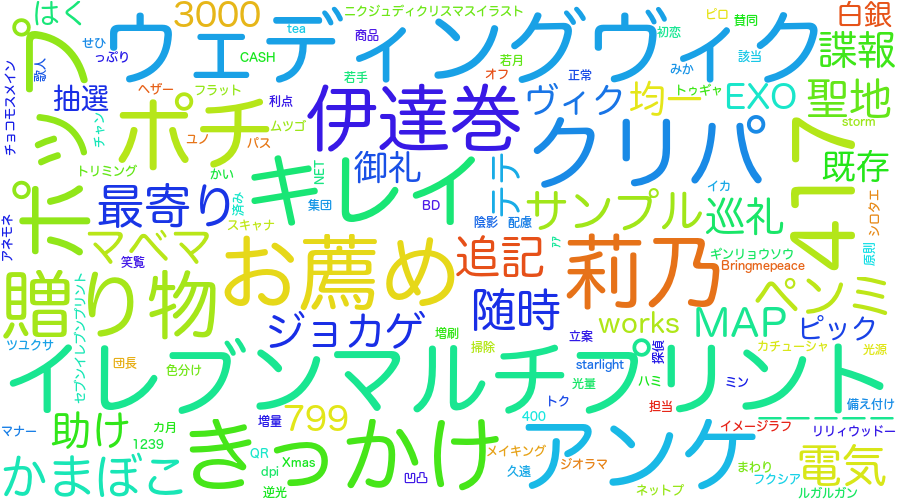 はく
3000
ニクジュディクリスマスイラスト
ピロ
賛同
白銀
ウェディングヴィク
せひ
っぷり
tea
CASH
商品
若月
初恋
諜報
歌人
オフ
正常
みか
該当
チョコモスメイン
ポップ
抽選
ヘザー
フラット
若手
利点
伊達巻
ヴィク
均一
トゥギャ
EXO
聖地
ポチ
チャン
ムツゴ
クリパ
417
storm
ユノ
パス
トリミング
かい
キレイ
御礼
テテ
NET
既存
最寄り
済み
集団
BD
イカ
サンプル
巡礼
シロタエ
アネモネ
スキャナ
陰影
配慮
マベマ
笑覧
お薦め
追記
莉乃
ギンリョウソウ
原則
Bringmepeace
贈り物
セブンイレブンプリント
随時
ペンミ
ジョカゲ
works
MAP
ピック
ツユクサ
増刷
掃除
立案
探偵
カチューシャ
光源
イレブンマルチプリント
団長
色分け
starlight
光量
ハミ
ミン
トク
担当
備え付け
799
400
助け
増量
マナー
カ月
きっかけ
アンケ
イメージラフ
リリィウッドー
1239
QR
メイキング
かまぼこ
dpi
Xmas
凹凸
久遠
ジオラマ
まわり
電気
フクシア
逆光
ネットプ
ルガルガン